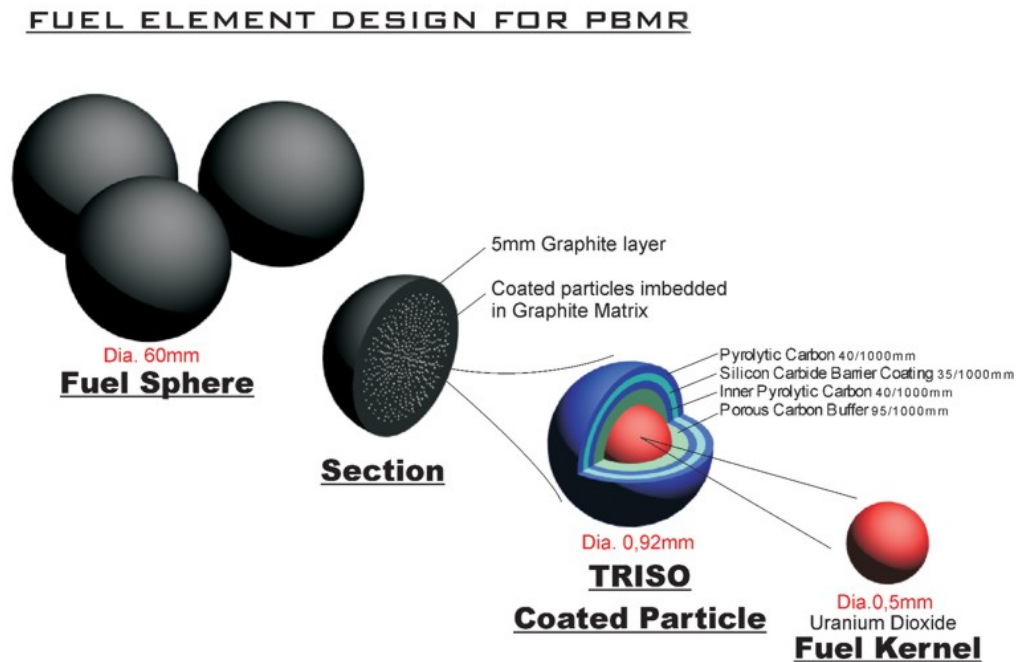 FUEL ELEMENT DESIGN FOR PBMR
5mm Graphite layer
Coated particles imbedded
in Graphite Matrix
Dia. 60mm
Fuel Sphere
Section
Pyrolytic Carbon 40/1000mm
Silicon Carbide Barrier Coating 35/1000mm
Inner Pyrolytic Carbon 40/1000mm
Porous Carbon Buffer 95/1000mm
Dia. 0,92mm
TRISO
Coated Particle
Dia.0,5mm
Uranium Dioxide
Fuel Kernel